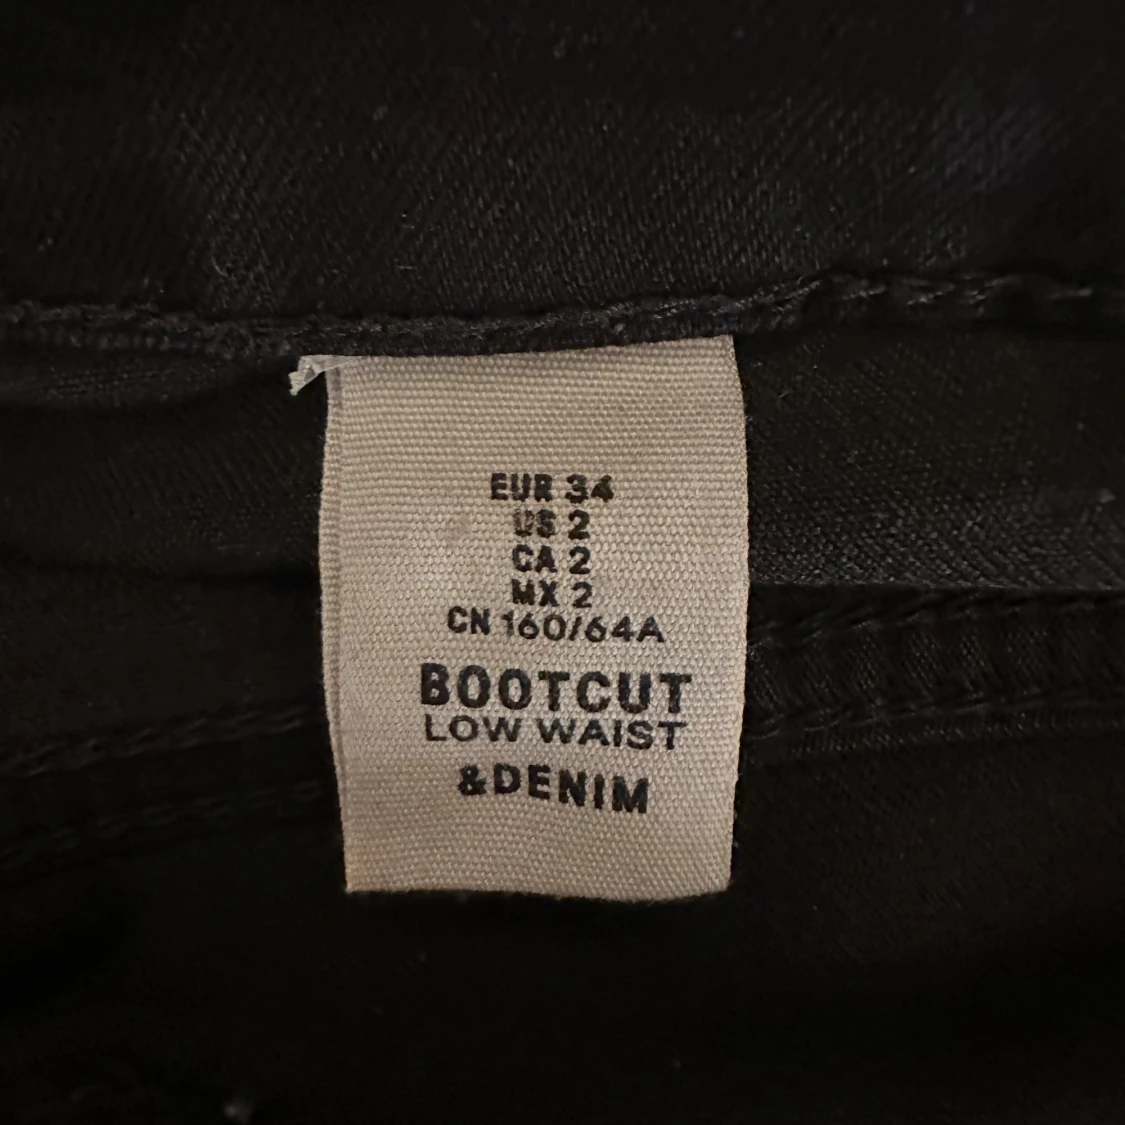 EUR 34
US 2
CA 2
MX 2
CN 160/64A
BOOTCUT
LOW WAIST
&DENIM